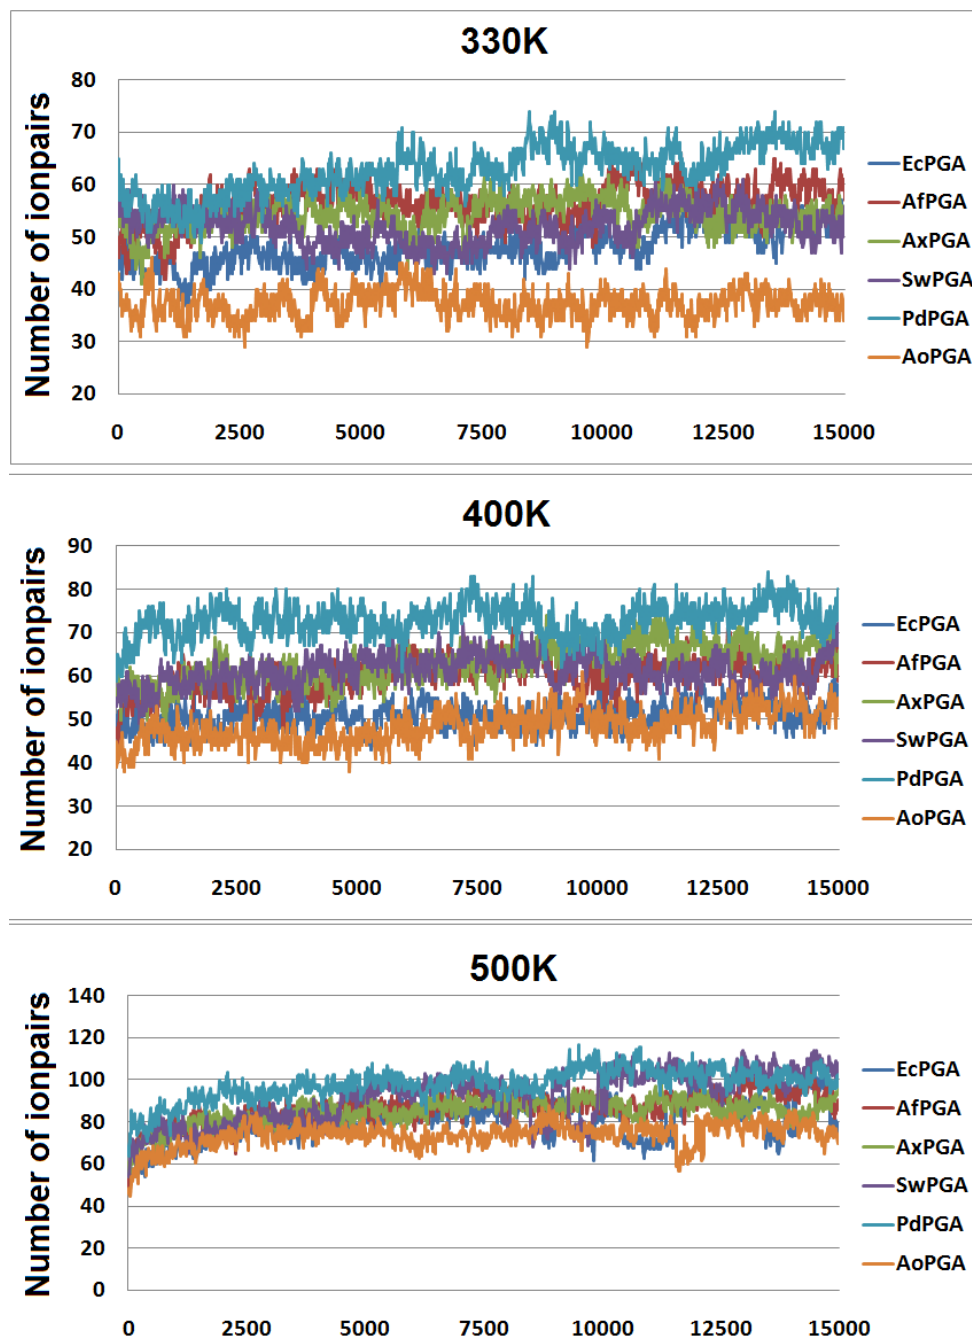 330K
Number of ionpairs
80
70
60
50
40
30
20
0 2500 5000 7500 10000 12500 15000
EcPGA
AfPGA
AxPGA
SwPGA
PdPGA
AoPGA
400K
Number of ionpairs
90
80
70
60
50
40
30
20
0 2500 5000 7500 10000 12500 15000
EcPGA
AfPGA
AxPGA
SwPGA
PdPGA
AoPGA
500K
Number of ionpairs
140
120
100
80
60
40
20
0
0 2500 5000 7500 10000 12500 15000
EcPGA
AfPGA
AxPGA
SwPGA
PdPGA
AoPGA